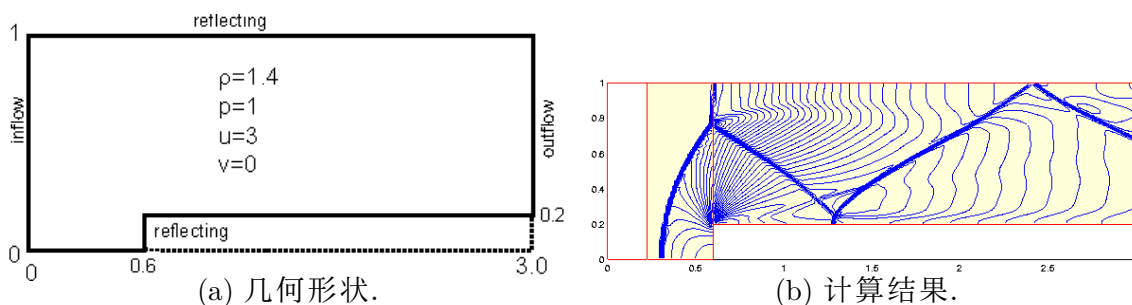 reflecting
1
ρ=1.4
p=1
u=3
v=0
inflow
outflow
0.2
reflecting
0
0
0.6
3.0
(a) 几何形状.
1
0.8
0.6
0.4
0.2
0
0
0.5
1
1.5
2
2.5
(b) 计算结果.